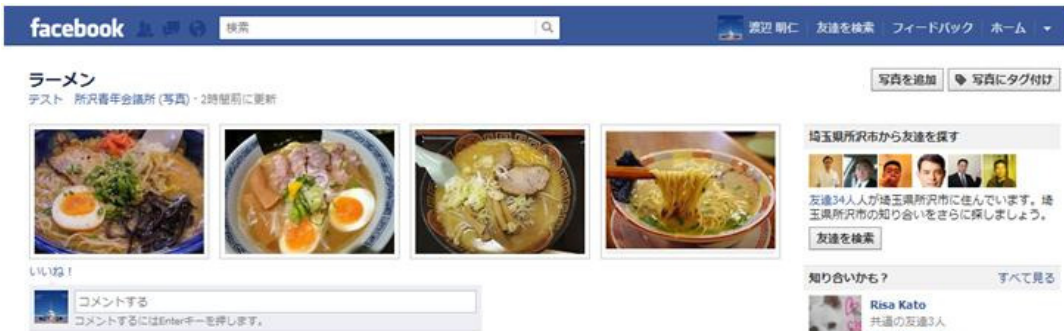 facebook
検索
渡辺 明仁 友達を検索 フィードバック ホーム
ラーメン
テスト 所沢青年会議所 (写真)・2時間前に更新
写真を追加 写真にタグ付け
埼玉県所沢市から友達を探す
友達34人人が埼玉県所沢市に住んでいます。埼
玉県所沢市の知り合いをさらに探しましょう。
友達を検索
いいね!
コメントする
コメントするにはEnterキーを押します。
知り合いかも? すべて見る
Risa Kato
共通の友達3人